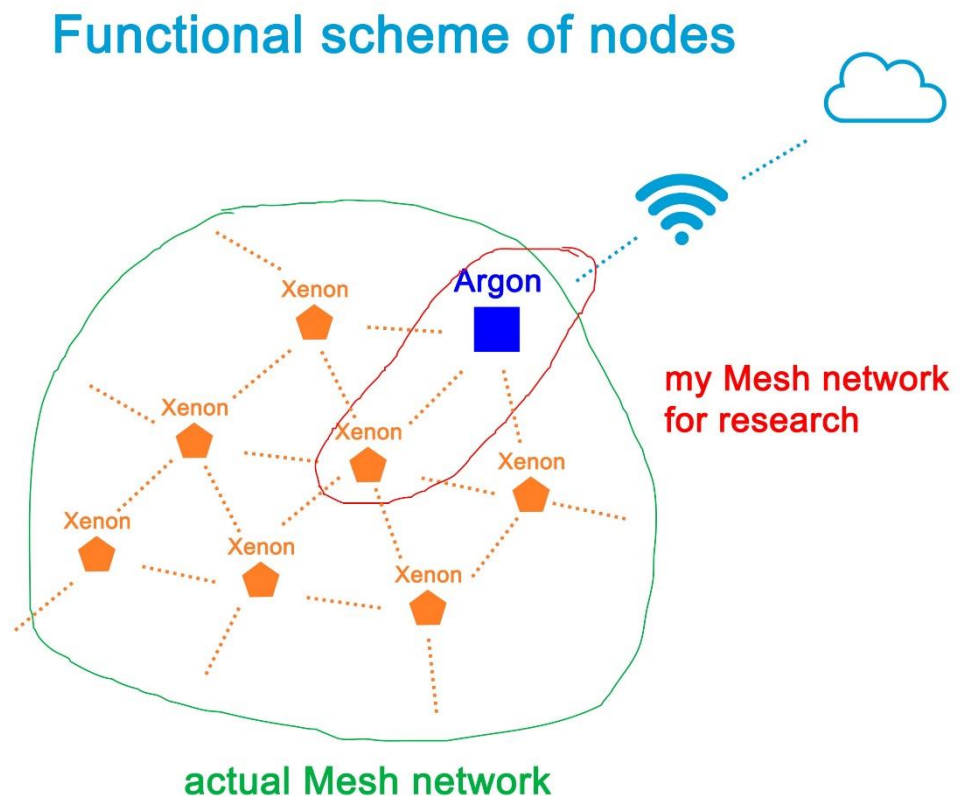 Functional scheme of nodes
Argon
Xenon
my Mesh network
for research
Xenon
Xenon
Xenon
Xenon
Xenon
Xenon
actual Mesh network